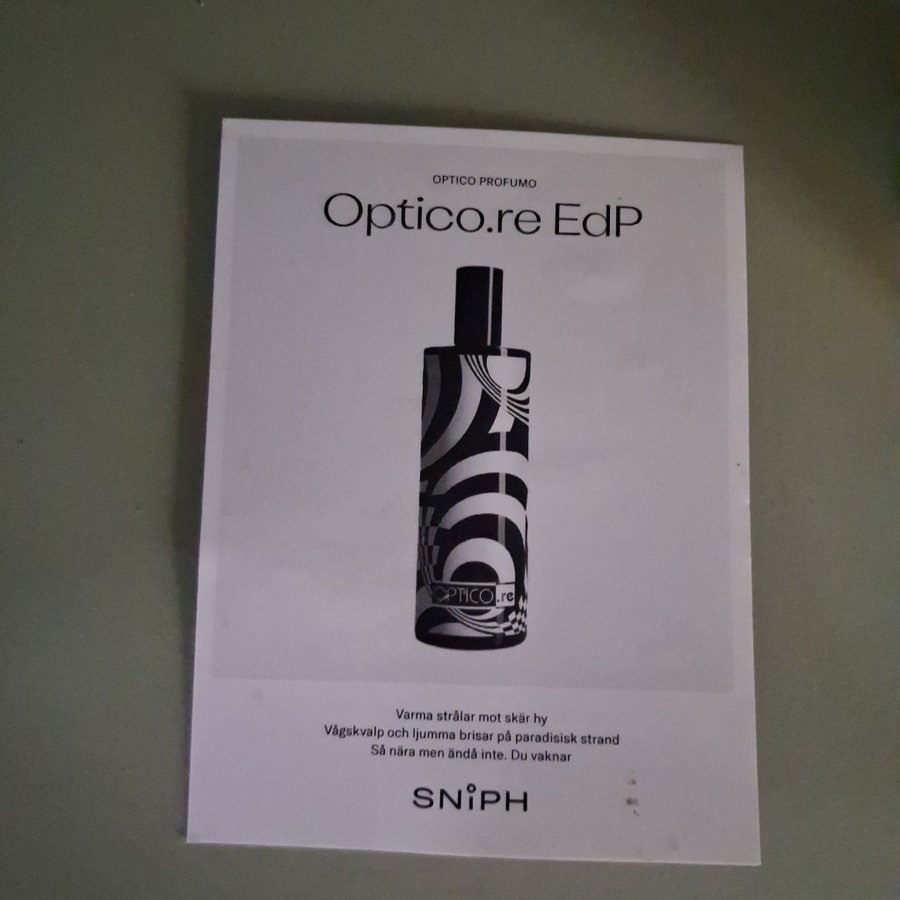 OPTICO PROFUMO
Optico.re EdP
OPTICO.re
Varma strålar mot skär hy
Vågskvalp och ljumma brisar på paradisisk strand
Så nära men ändå inte. Du vaknar
SNiPH